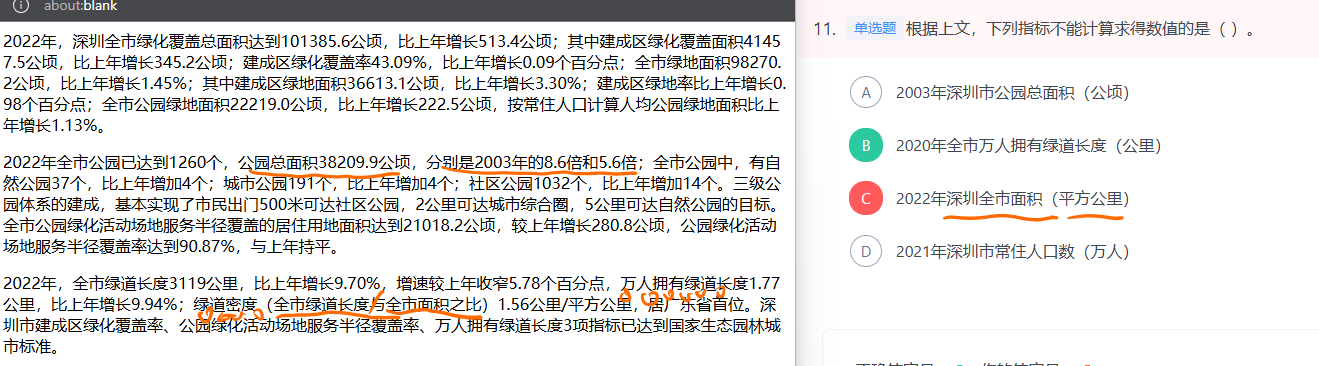 about:blank
2022年，深圳全市绿化覆盖总面积达到101385.6公顷，比上年增长513.4公顷；其中建成区绿化覆盖面积4145
7.5公顷，比上年增长345.2公顷；建成区绿化覆盖率43.09%，比上年增长0.09个百分点；全市绿地面积98270.
2公顷，比上年增长1.45%；其中建成区绿地面积36613.1公顷，比上年增长3.30%；建成区绿地率比上年增长0.
98个百分点；全市公园绿地面积22219.0公顷，比上年增长222.5公顷，按常住人口计算人均公园绿地面积比上
年增长1.13%。
2022年全市公园已达到1260个，公园总面积38209.9公顷，分别是2003年的8.6倍和5.6倍；全市公园中，有自
然公园37个，比上年增加4个；城市公园191个，比上年增加4个；社区公园1032个，比上年增加14个。三级公
园体系的建成，基本实现了市民出门500米可达社区公园，2公里可达城市综合圈，5公里可达自然公园的目标。
全市公园绿化活动场地服务半径覆盖的居住用地面积达到21018.2公顷，较上年增长280.8公顷，公园绿化活动
场地服务半径覆盖率达到90.87%，与上年持平。
2022年，全市绿道长度3119公里，比上年增长9.70%，增速较上年收窄5.78个百分点，万人拥有绿道长度1.77
公里，比上年增长9.94%；绿道密度（全市绿道长度与全市面积之比）1.56公里/平方公里，居广东省首位。深
圳市建成区绿化覆盖率、公园绿化活动场地服务半径覆盖率、万人拥有绿道长度3项指标已达到国家生态园林城
市标准。
11. 单选题 根据上文，下列指标不能计算求得数值的是（ ）。
A 2003年深圳市公园总面积（公顷）
B 2020年全市万人拥有绿道长度（公里）
C 2022年深圳全市面积（平方公里）
D 2021年深圳市常住人口数（万人）